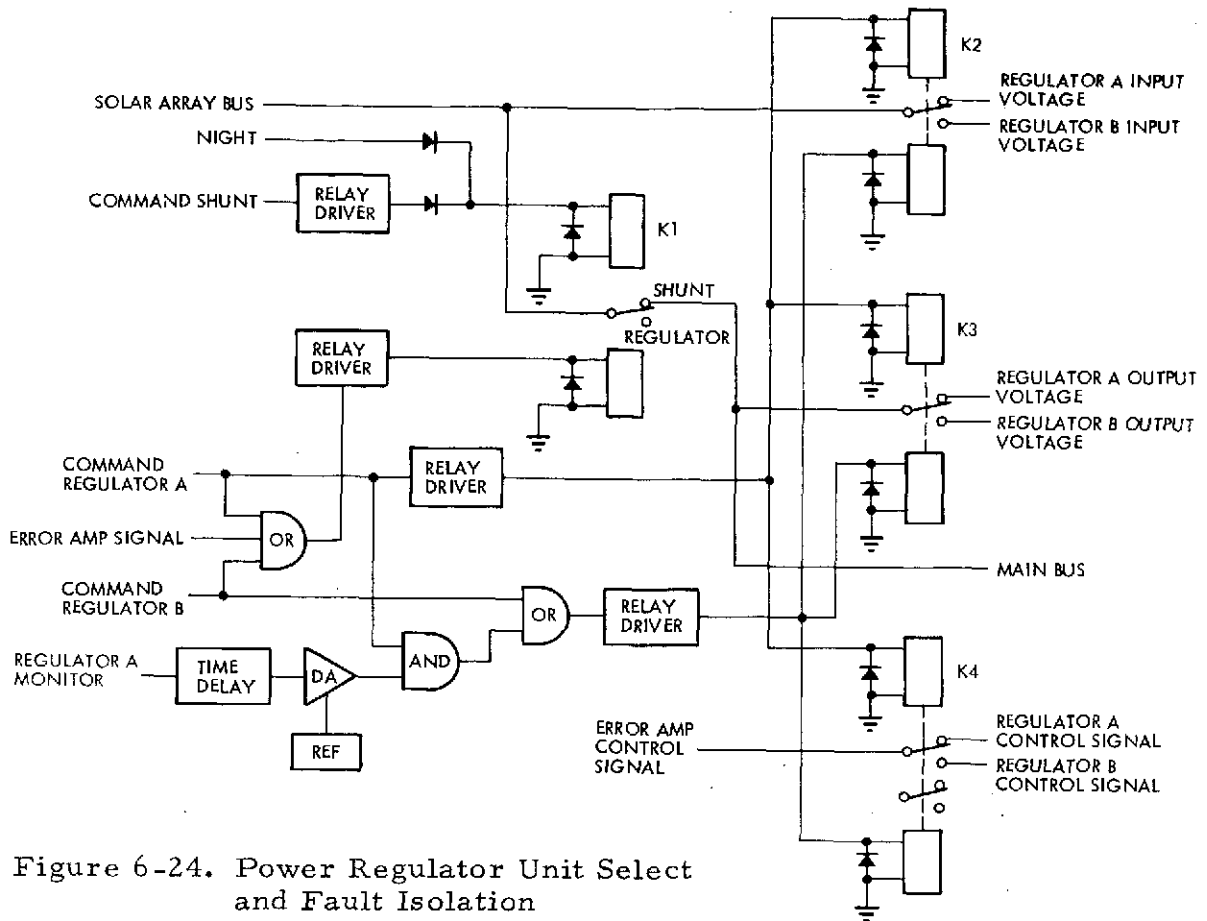 K2
SOLAR ARRAY BUS
REGULATOR A INPUT
VOLTAGE
REGULATOR B INPUT
VOLTAGE
NIGHT
COMMAND SHUNT
RELAY
DRIVER
K1
SHUNT
REGULATOR
K3
RELAY
DRIVER
REGULATOR A OUTPUT
VOLTAGE
REGULATOR B OUTPUT
VOLTAGE
COMMAND
REGULATOR A
RELAY
DRIVER
ERROR AMP SIGNAL
OR
MAIN BUS
COMMAND
REGULATOR B
OR
RELAY
DRIVER
REGULATOR A
MONITOR
TIME
DELAY
DA
AND
REF
K4
ERROR AMP
CONTROL
SIGNAL
REGULATOR A
CONTROL SIGNAL
REGULATOR B
CONTROL SIGNAL
Figure 6-24. Power Regulator Unit Select
and Fault Isolation